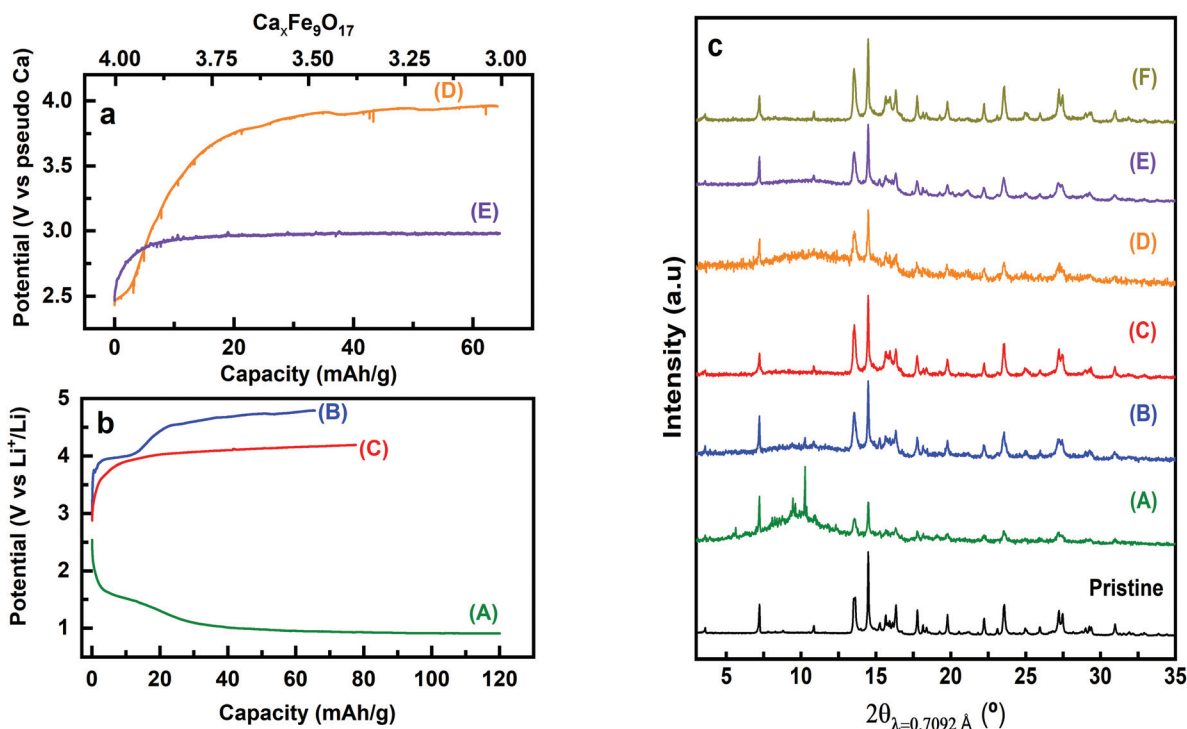 CaxFe9O17
4.00 3.75 3.50 3.25 3.00
a
(D)
(E)
4.0
3.5
3.0
2.5
Potential (V vs pseudo Ca)
0 20 40 60
Capacity (mAh/g)
b
(B)
(C)
(A)
5
4
3
2
1
Potential (V vs Li+/Li)
0 20 40 60 80 100 120
Capacity (mAh/g)
c
(F)
(E)
(D)
(C)
(B)
(A)
Pristine
Intensity (a.u)
5 10 15 20 25 30 35
2θλ=0.7092 Å (º)